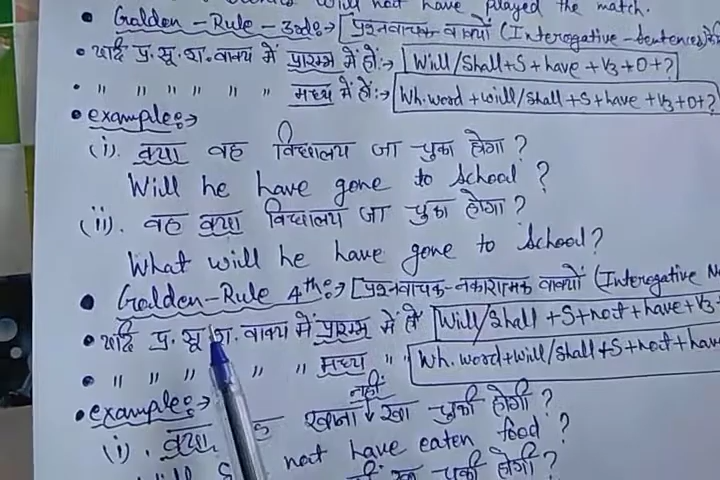 will not have played the match.
• Golden-Rule-3rd:→ [प्रश्नवाचक वाक्यों (Interogative-Sentences)
• यदि प्र. सू. श. वाक्य में प्रारम्भ में हों:→ Will/Shall+S+have+V3+O+?
• " " " " " मध्य में हों:→ Wh.word+will/shall+S+have+V3+O+?
• example:→
(i). क्या वह विद्यालय जा चुका होगा?
Will he have gone to School?
(ii). वह क्या विद्यालय जा चुका होगा?
What will he have gone to School?
• Golden-Rule 4th:→ [प्रश्नवाचक-नकारात्मक वाक्यों (Interogative
• यदि प्र. सू. श. वाक्य में प्रारम्भ में हों Will/Shall +S+not+have+V3
• " " " " " मध्य " " Wh.word+will/shall+S+not+have
• example:→
(i). क्या खाना नहीं खा चुकी होगी?
not have eaten food?
चुकी होगी?